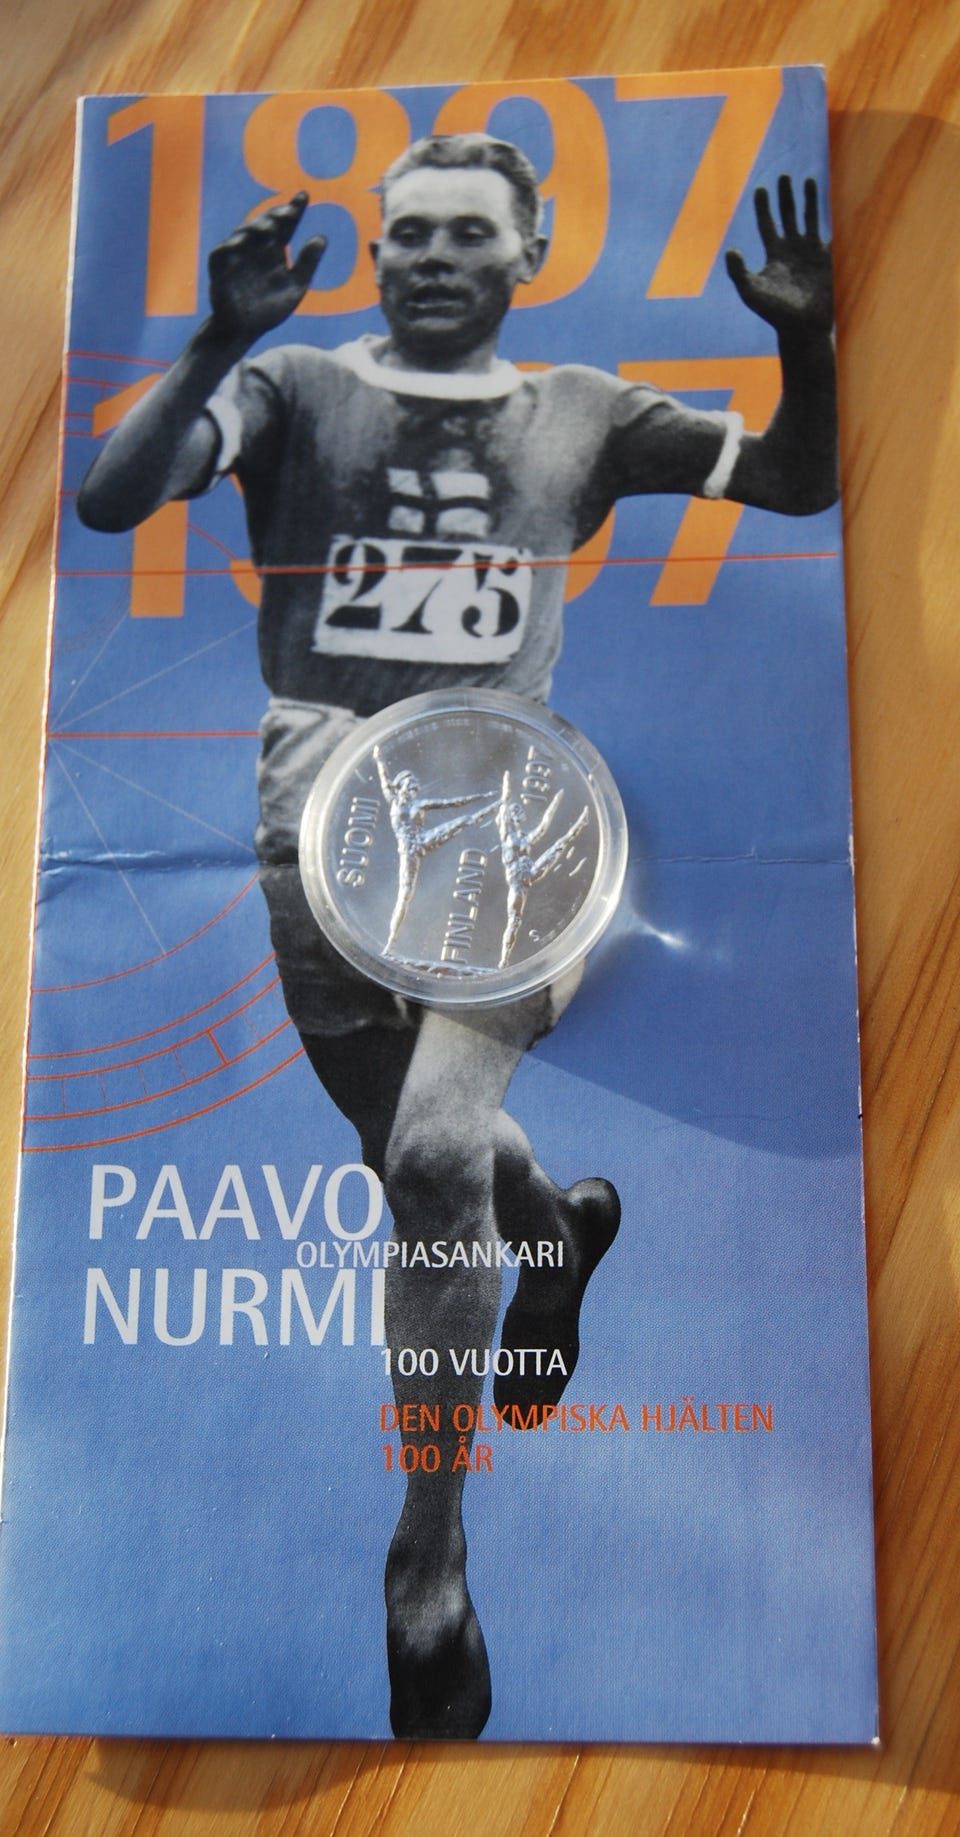 1897
1997
275
SUOMI
FINLAND
1997
PAAVO
OLYMPIASANKARI
NURMI
100 VUOTTA
DEN OLYMPISKA HJÄLTEN
100 ÅR